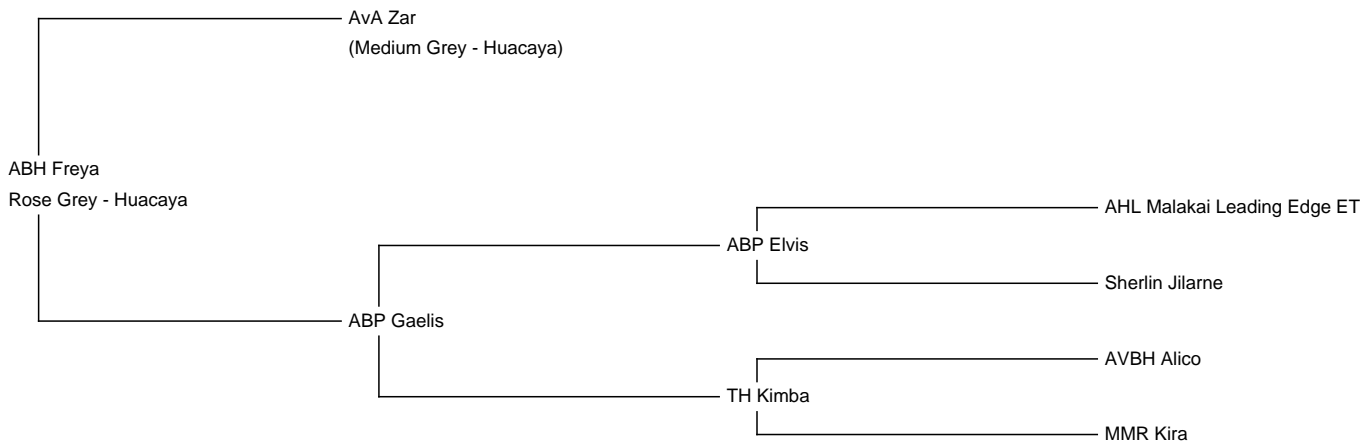 AvA Zar
(Medium Grey - Huacaya)
ABH Freya
Rose Grey - Huacaya
AHL Malakai Leading Edge ET
ABP Elvis
Sherlin Jilarne
ABP Gaelis
AVBH Alico
TH Kimba
MMR Kira